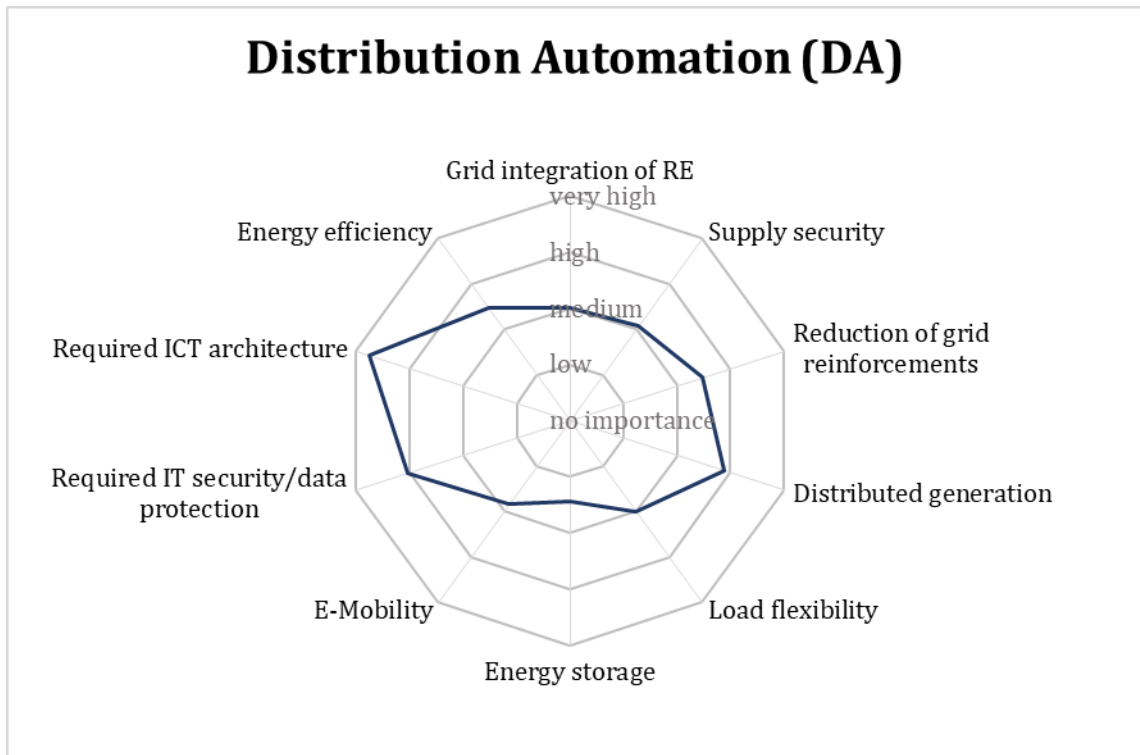 Distribution Automation (DA)
Grid integration of RE
very high
Energy efficiency
Supply security
high
medium
Required ICT architecture
Reduction of grid
reinforcements
low
no importance
Required IT security/data
protection
Distributed generation
E-Mobility
Load flexibility
Energy storage